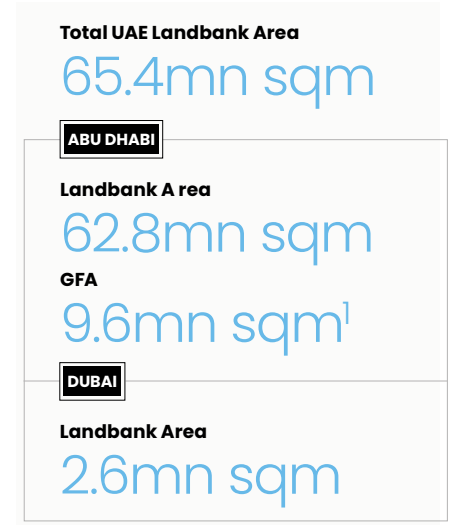 Total UAE Landbank Area
65.4mn sqm
ABU DHABI
Landbank A rea
62.8mn sqm
GFA
9.6mn sqm¹
DUBAI
Landbank Area
2.6mn sqm